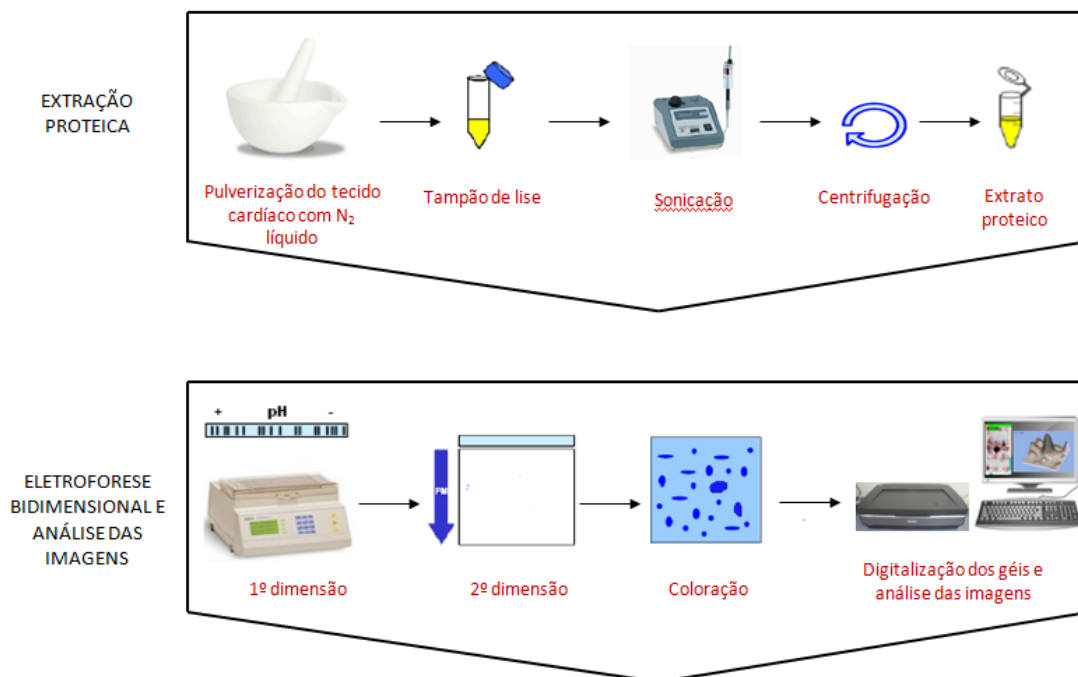 EXTRAÇÃO
PROTEICA
Pulverização do tecido
cardíaco com N₂
líquido
Tampão de lise
Sonicação
Centrifugação
Extrato
proteico
ELETROFORESE
BIDIMENSIONAL E
ANÁLISE DAS
IMAGENS
+ pH -
PM
1º dimensão
2º dimensão
Coloração
Digitalização dos géis e
análise das imagens